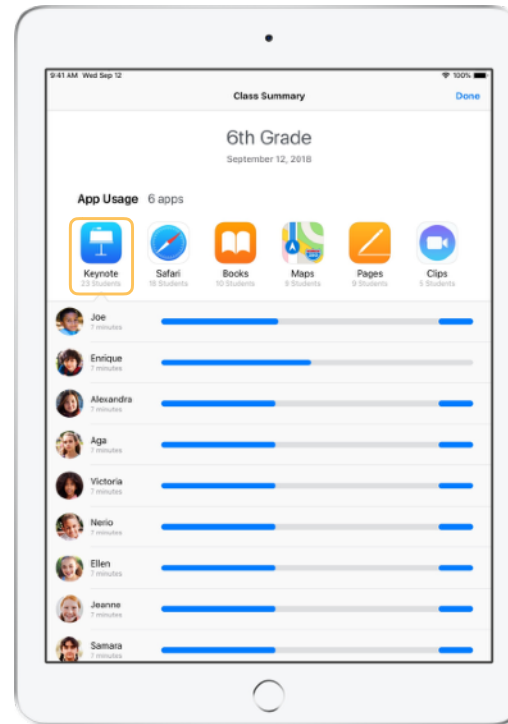 9:41 AM Wed Sep 12
100%
Class Summary
Done
6th Grade
September 12, 2018
App Usage 6 apps
Keynote Safari Books Maps Pages Clips
23 Students 18 Students 10 Students 9 Students 9 Students 5 Students
Joe
7 minutes
Enrique
7 minutes
Alexandra
7 minutes
Aga
7 minutes
Victoria
7 minutes
Nerio
7 minutes
Ellen
7 minutes
Jeanne
7 minutes
Samara
7 minutes